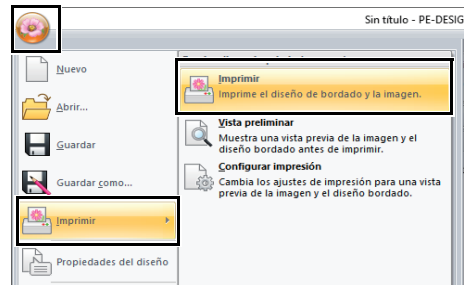 Sin título - PE-DESIG
Nuevo
Abrir...
Guardar
Guardar como...
Imprimir
Propiedades del diseño
Imprimir
Imprime el diseño de bordado y la imagen.
Vista preliminar
Muestra una vista previa de la imagen y el
diseño bordado antes de imprimir.
Configurar impresión
Cambia los ajustes de impresión para una vista
previa de la imagen y el diseño bordado.